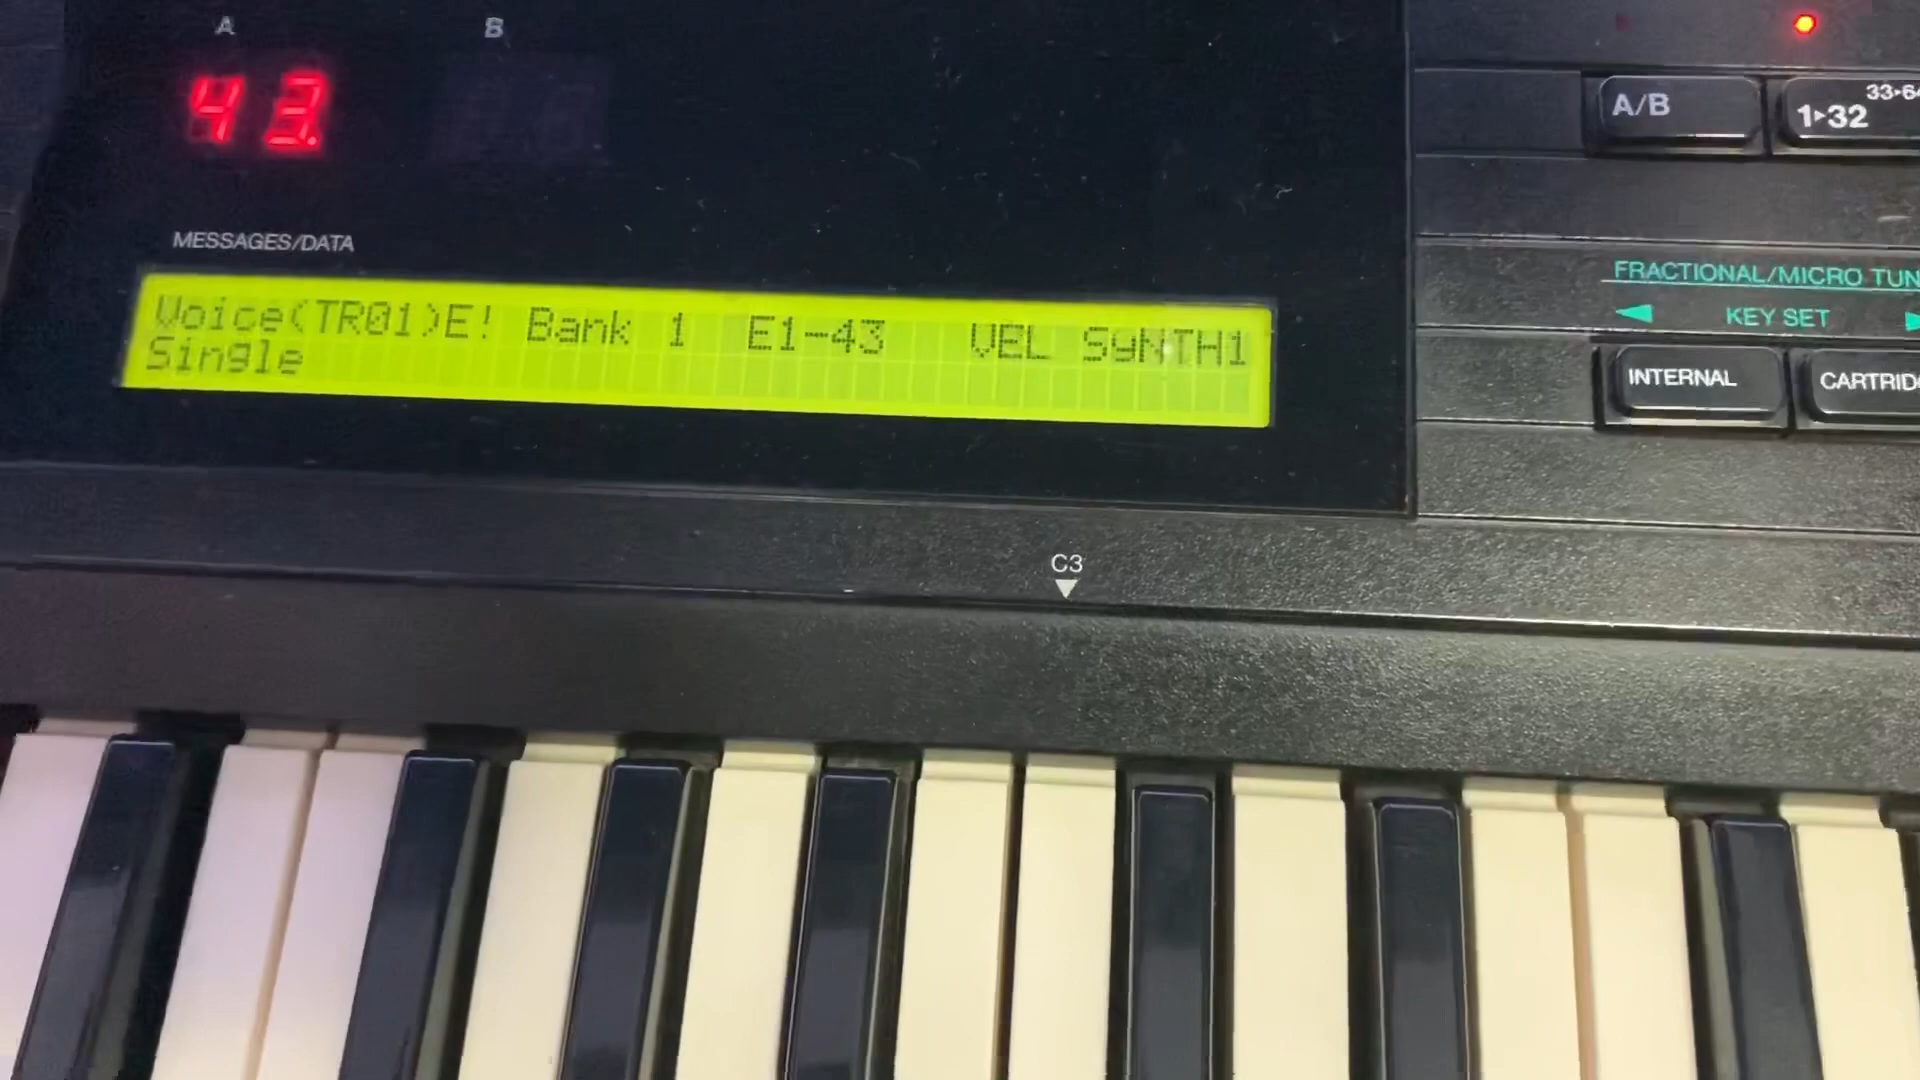 A B
43.
A/B
33▸64
1▸32
MESSAGES/DATA
FRACTIONAL/MICRO TUN
◀ KEY SET ▶
Voice(TR01)E! Bank 1 E1-43 VEL SyNTH1
Single
INTERNAL
CARTRID
C3